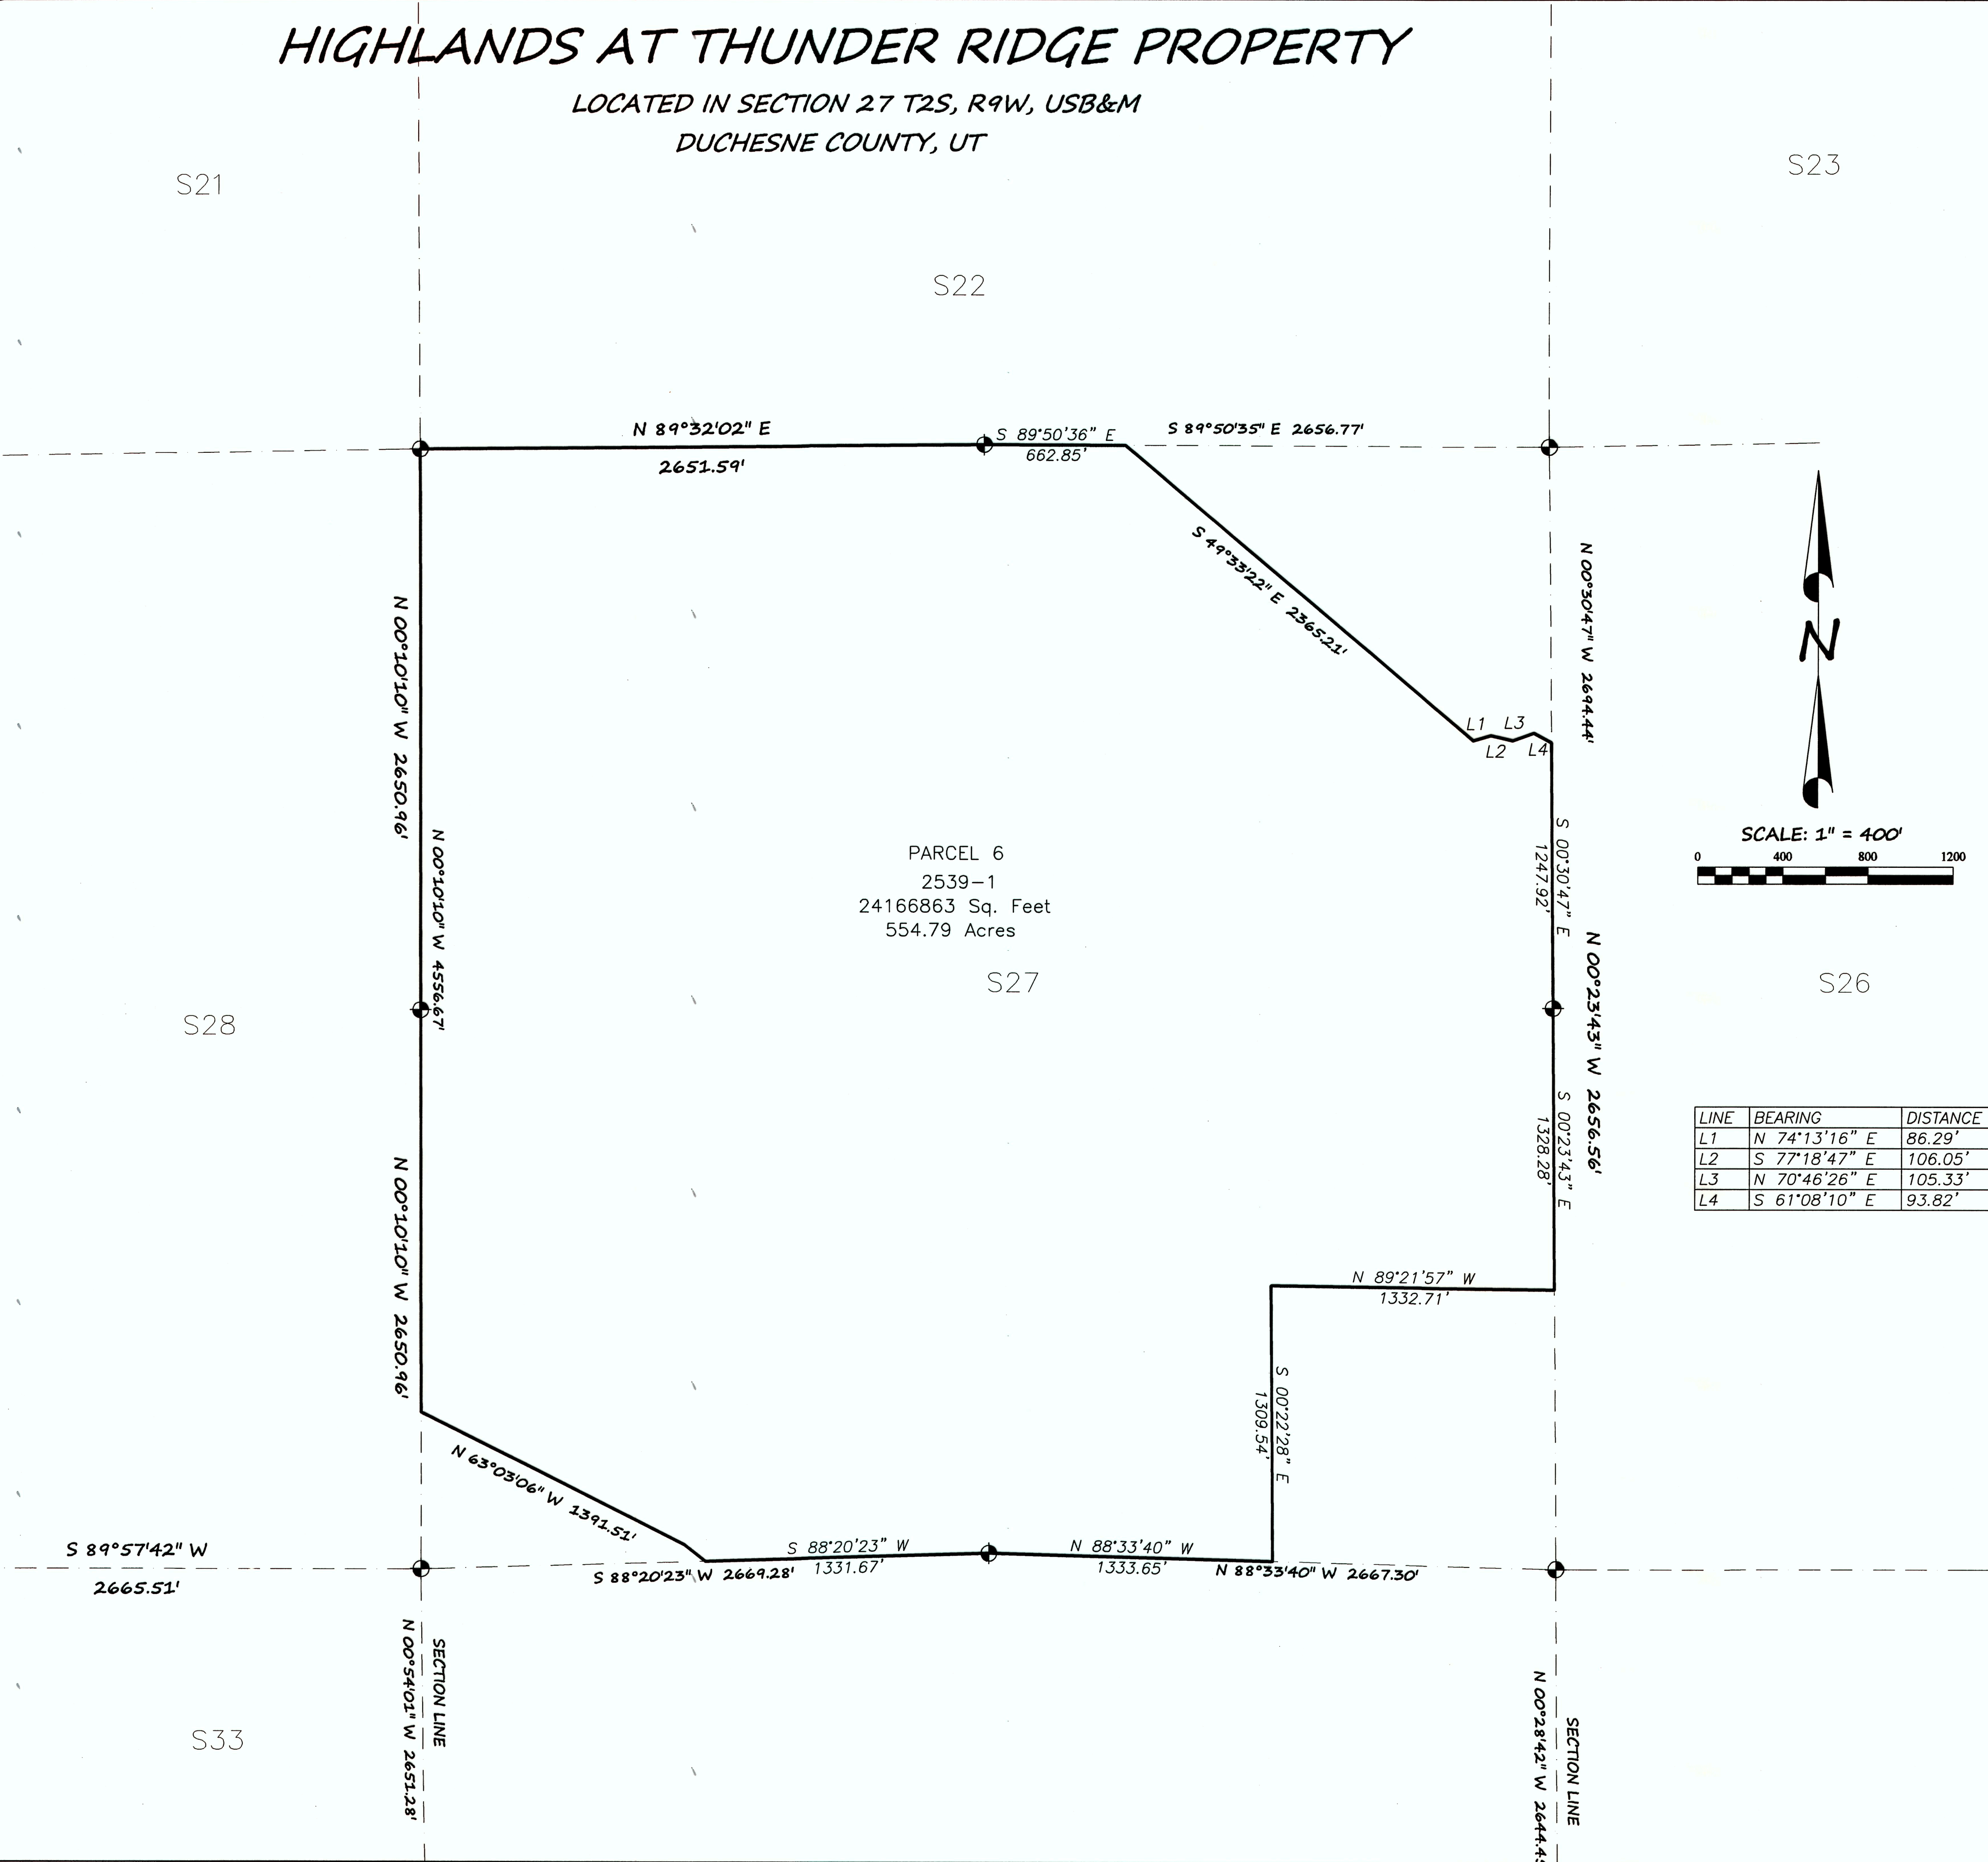 HIGHLANDS AT THUNDER RIDGE PROPERTY
LOCATED IN SECTION 27 T2S, R9W, USB&M
DUCHESNE COUNTY, UT
S21
S23
S22
N 89°32'02" E
2651.59'
S 89°50'36" E
662.85'
S 89°50'35" E 2656.77'
S 49°33'22" E 2365.21'
N 00°30'47" W 2694.44'
N 00°10'10" W 2650.96'
N 00°10'10" W 4556.67'
L1
L3
L2
L4
N
SCALE: 1" = 400'
0 400 800 1200
S 00°30'47" E
1247.92'
PARCEL 6
2539-1
24166863 Sq. Feet
554.79 Acres
S27
S28
S26
N 00°23'43" W 2656.56'
S 00°23'43" E
1328.28'
LINE BEARING DISTANCE
L1 N 74°13'16" E 86.29'
L2 S 77°18'47" E 106.05'
L3 N 70°46'26" E 105.33'
L4 S 61°08'10" E 93.82'
N 00°10'10" W 2650.96'
N 89°21'57" W
1332.71'
S 00°22'28" E
1309.54'
N 63°03'06" W 1391.51'
S 89°57'42" W
2665.51'
S 88°20'23" W
1331.67'
S 88°20'23" W 2669.28'
N 88°33'40" W
1333.65'
N 88°33'40" W 2667.30'
SECTION LINE
N 00°54'01" W 2651.28'
SECTION LINE
N 00°28'42" W
S33